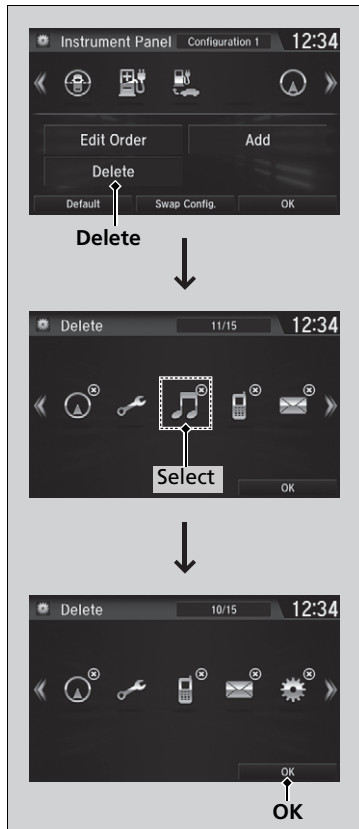 Instrument Panel Configuration 1 12:34
Edit Order Add
Delete
Default Swap Config. OK
Delete
Delete 11/15 12:34
Select
OK
Delete 10/15 12:34
OK
OK